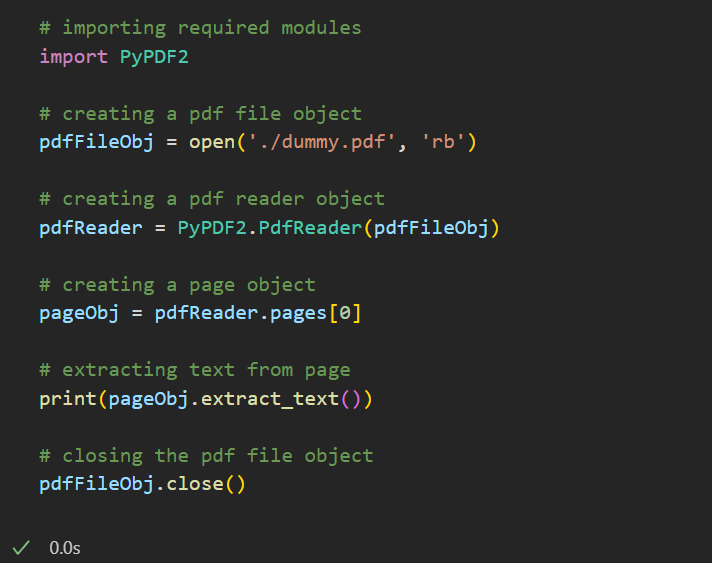 # importing required modules
import PyPDF2
# creating a pdf file object
pdfFileObj = open('./dummy.pdf', 'rb')
# creating a pdf reader object
pdfReader = PyPDF2.PdfReader(pdfFileObj)
# creating a page object
pageObj = pdfReader.pages[0]
# extracting text from page
print(pageObj.extract_text())
# closing the pdf file object
pdfFileObj.close()
0.0s